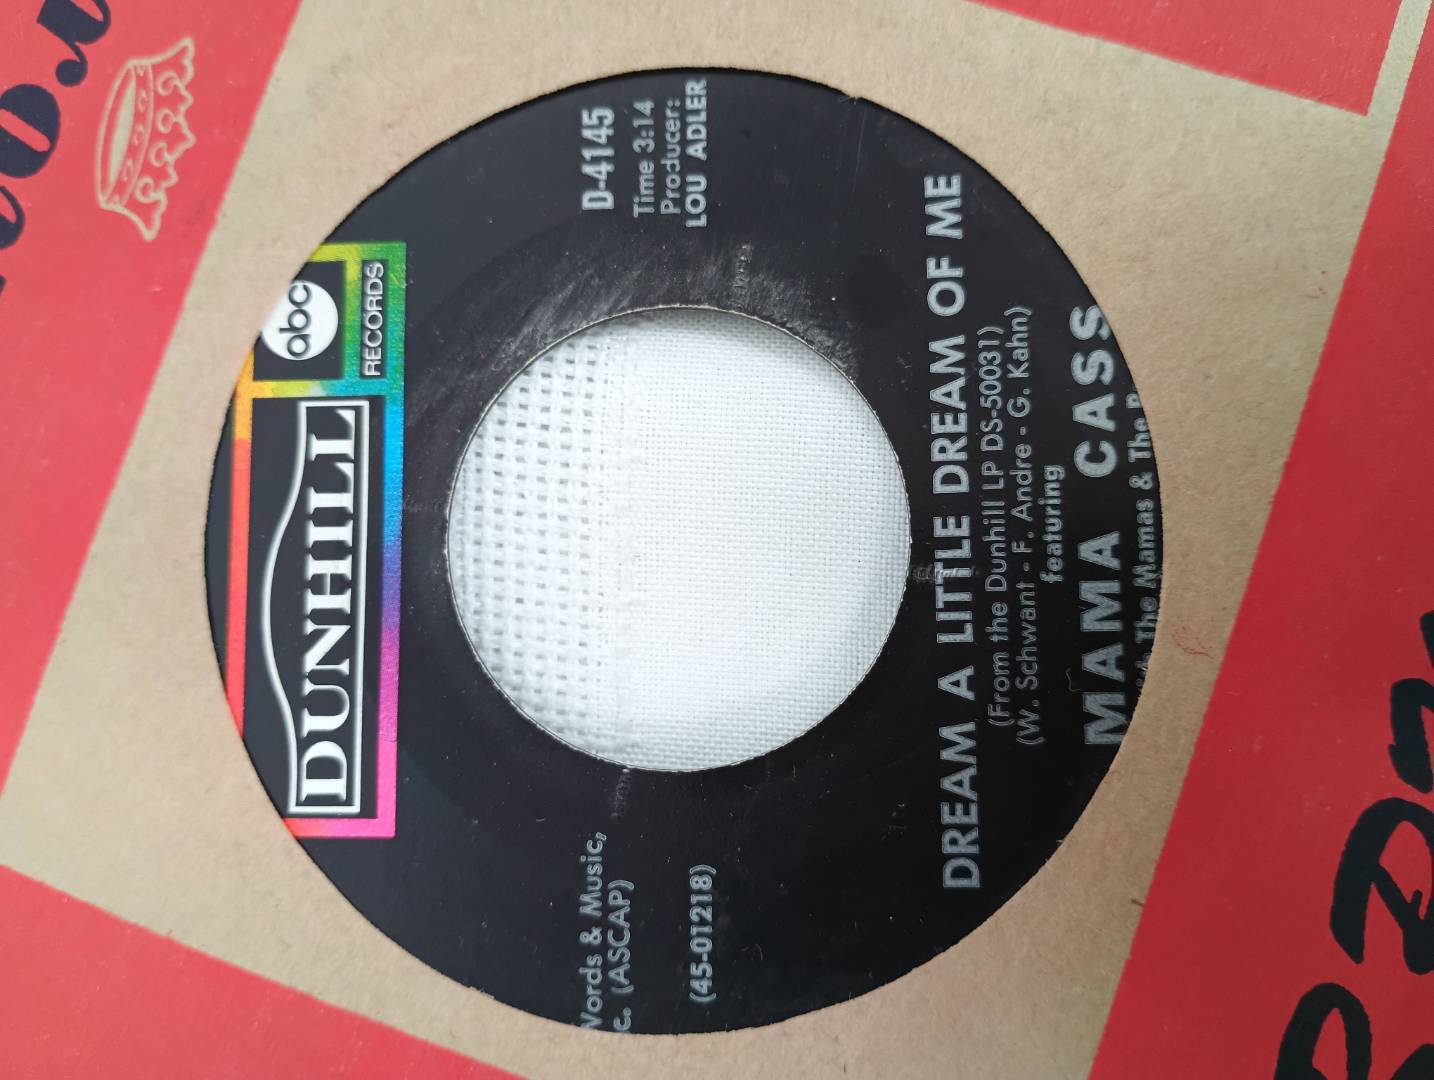 abc
DUNHILL
RECORDS
Words & Music,
(ASCAP)
(45-01218)
D-4145
Time 3:14
Producer:
LOU ADLER
DREAM A LITTLE DREAM OF ME
(From the Dunhill LP DS-50031)
(W. Schwant - F. Andre - G. Kahn)
featuring
MAMA CASS
The Mamas & The